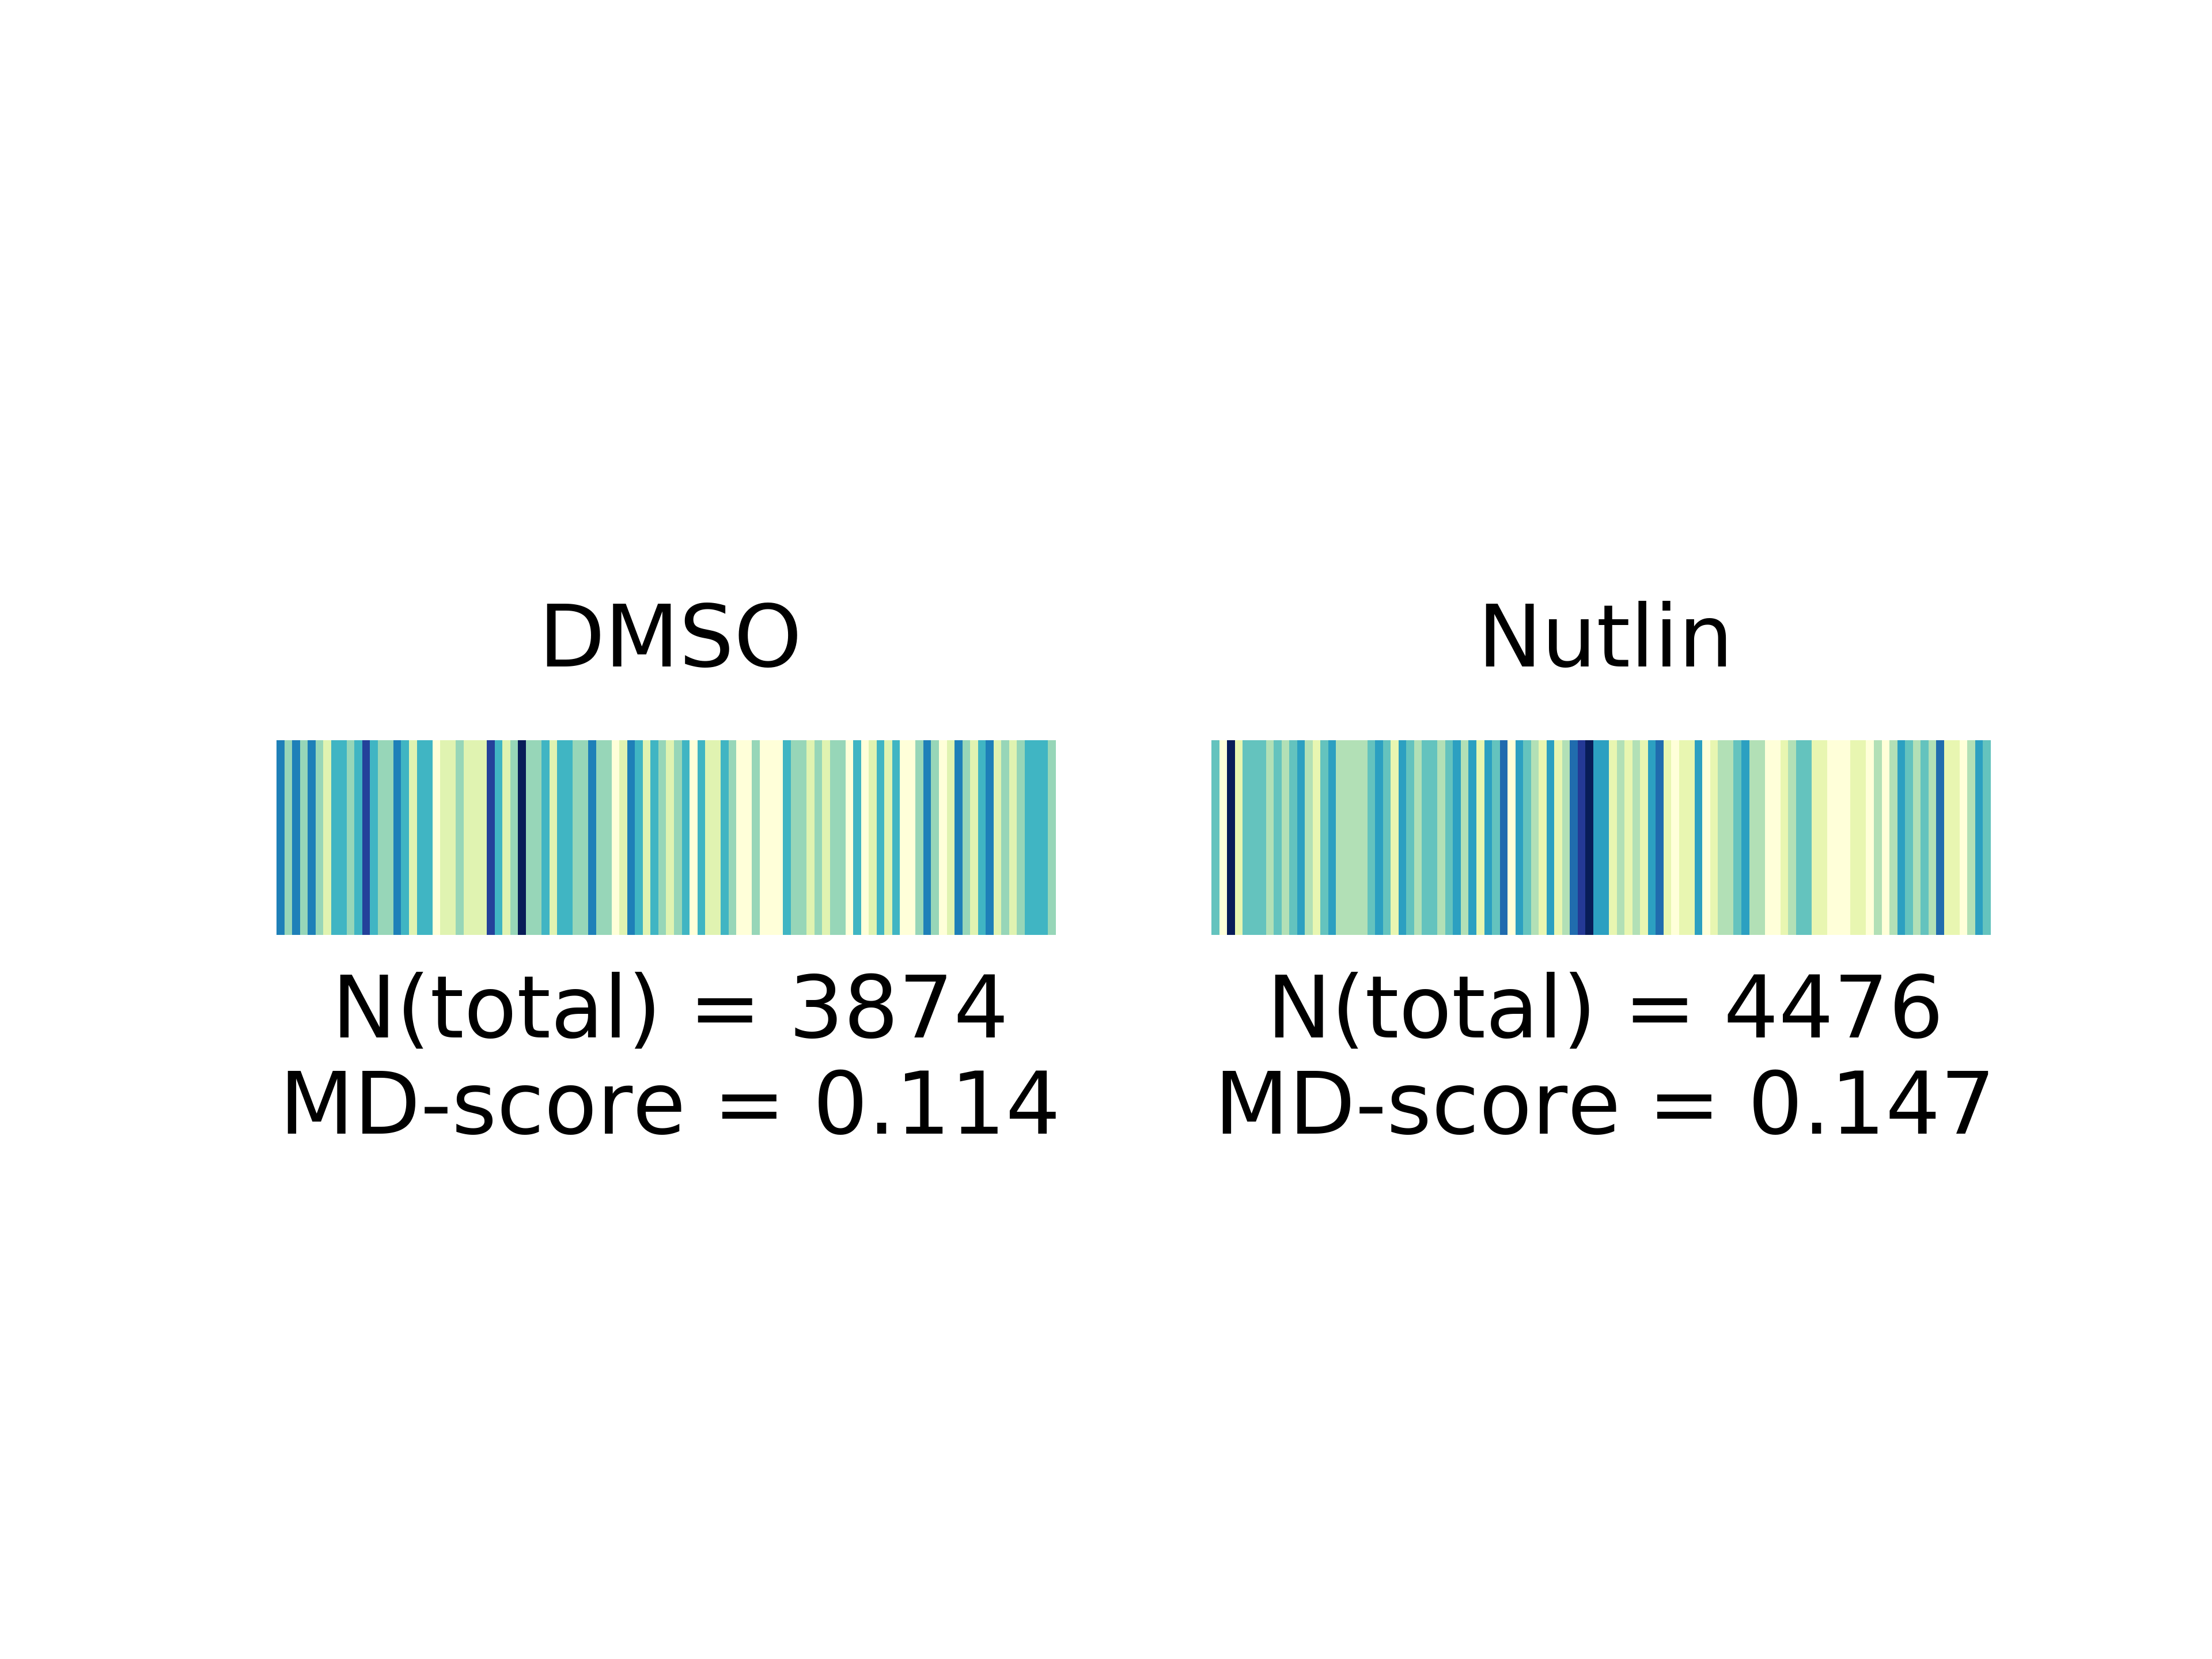 DMSO
N(total) = 3874
MD-score = 0.114
Nutlin
N(total) = 4476
MD-score = 0.147